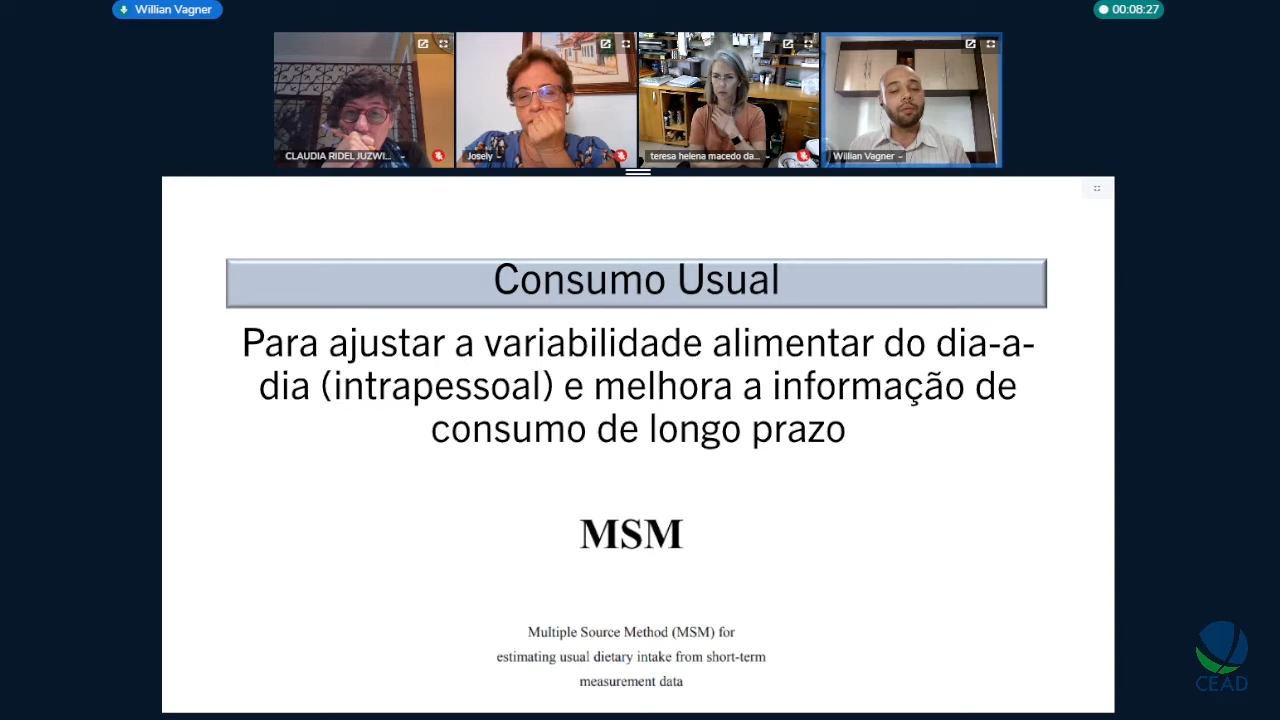 Willian Vagner
00:08:27
CLAUDIA RIDEL JUZWI...
Josely
teresa helena macedo da...
Willian Vagner
Consumo Usual
Para ajustar a variabilidade alimentar do dia-a-
dia (intrapessoal) e melhora a informação de
consumo de longo prazo
MSM
Multiple Source Method (MSM) for
estimating usual dietary intake from short-term
measurement data
CEAD